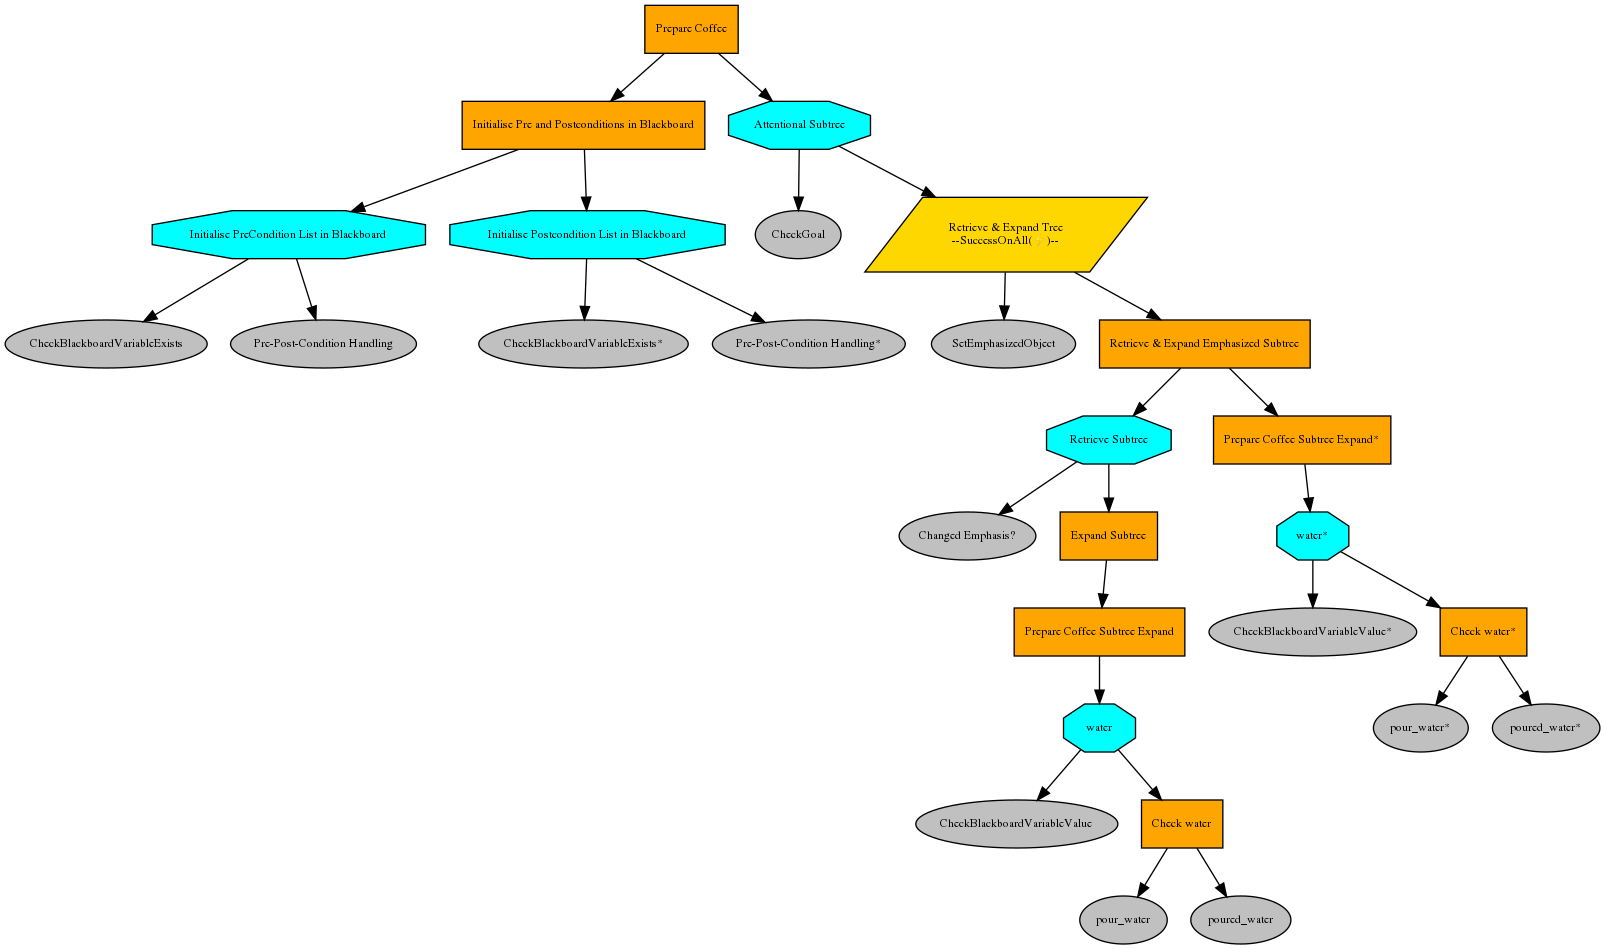 Prepare Coffee
Initialise Pre and Postconditions in Blackboard
Attentional Subtree
Initialise PreCondition List in Blackboard
Initialise Postcondition List in Blackboard
CheckGoal
Retrieve & Expand Tree
--SuccessOnAll( )--
CheckBlackboardVariableExists
Pre-Post-Condition Handling
CheckBlackboardVariableExists*
Pre-Post-Condition Handling*
SetEmphasizedObject
Retrieve & Expand Emphasized Subtree
Retrieve Subtree
Prepare Coffee Subtree Expand*
Changed Emphasis?
Expand Subtree
water*
Prepare Coffee Subtree Expand
CheckBlackboardVariableValue*
Check water*
water
pour_water*
poured_water*
CheckBlackboardVariableValue
Check water
pour_water
poured_water